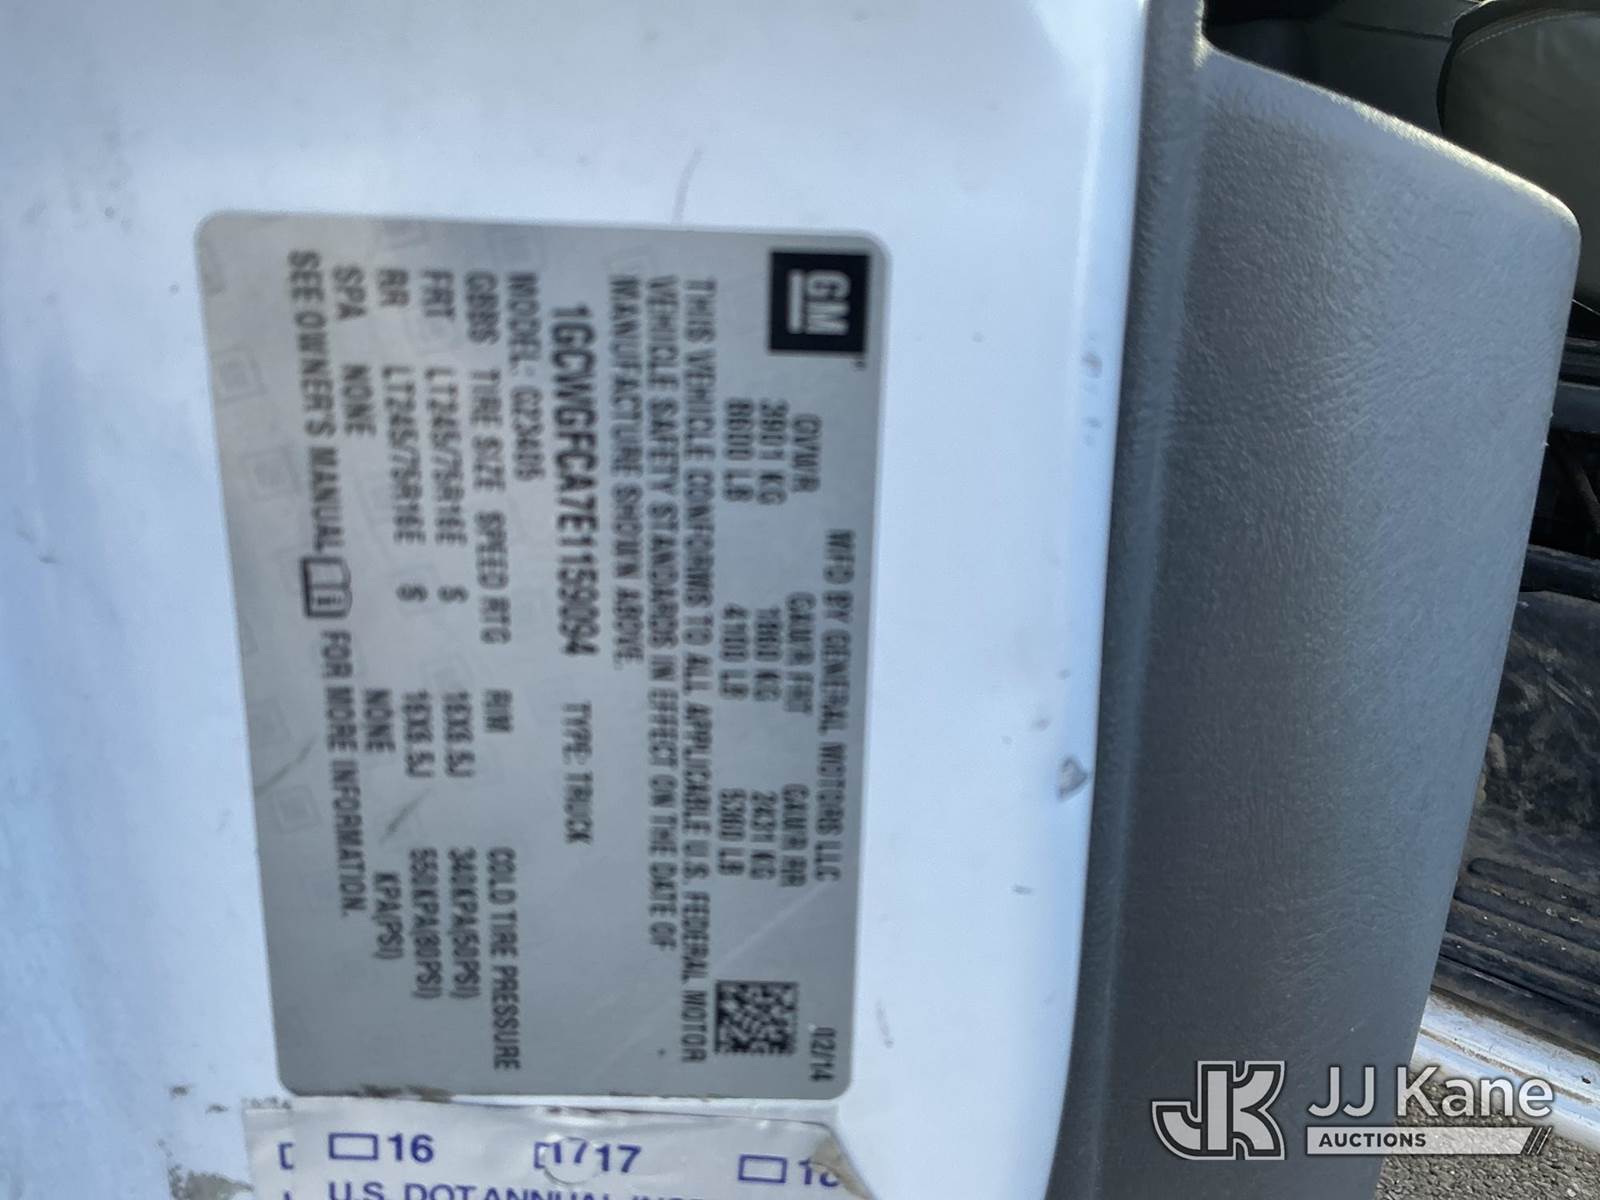 GM
MFD BY GENERAL MOTORS LLC 02/14
GVWR GAWR FRT GAWR RR
3901 KG 1860 KG 2431 KG
8600 LB 4100 LB 5360 LB
THIS VEHICLE CONFORMS TO ALL APPLICABLE U.S. FEDERAL MOTOR
VEHICLE SAFETY STANDARDS IN EFFECT ON THE DATE OF
MANUFACTURE SHOWN ABOVE.
1GCWGFCA7E1159094 TYPE: TRUCK
MODEL: G23405
TIRE SIZE SPEED RTG RIM COLD TIRE PRESSURE
FRT LT245/75R16E S 16X6.5J 340KPA(50PSI)
RR LT245/75R16E S 16X6.5J 550KPA(80PSI)
SPA NONE NONE KPA(PSI)
SEE OWNER'S MANUAL FOR MORE INFORMATION.
16 17 17
U.S. DOT ANNUAL
JK JJ Kane
AUCTIONS